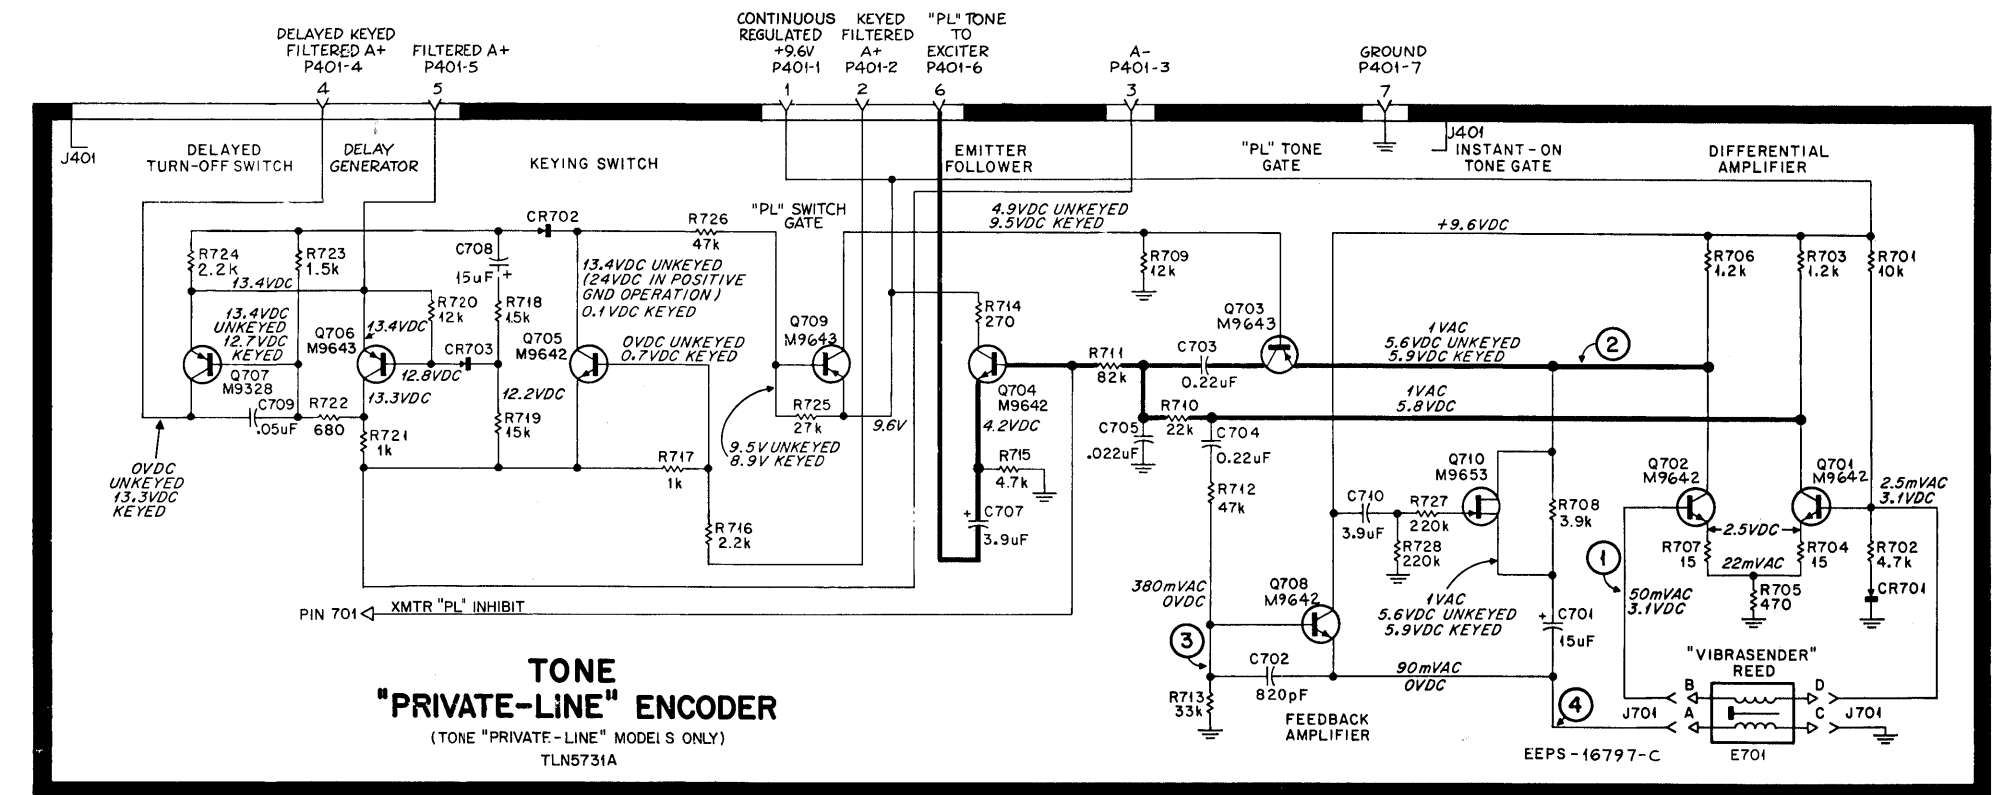 DELAYED KEYED
FILTERED A+
P401-4
4
FILTERED A+
P401-5
5
CONTINUOUS
REGULATED
+9.6V
P401-1
1
KEYED
FILTERED
A+
P401-2
2
"PL" TONE
TO
EXCITER
P401-6
6
A-
P401-3
3
GROUND
P401-7
7
J401
DELAYED
TURN-OFF SWITCH
DELAY
GENERATOR
KEYING SWITCH
EMITTER
FOLLOWER
"PL" TONE
GATE
J401
INSTANT-ON
TONE GATE
DIFFERENTIAL
AMPLIFIER
"PL" SWITCH
GATE
4.9VDC UNKEYED
9.5VDC KEYED
+9.6VDC
R724
2.2k
R723
1.5k
13.4VDC
C708
15uF +
CR702
R726
47k
13.4VDC UNKEYED
(24VDC IN POSITIVE
GND OPERATION)
0.1VDC KEYED
R709
12k
R706
1.2k
R703
1.2k
R701
10k
13.4VDC
UNKEYED
12.7VDC
KEYED
Q706
M9643
13.4VDC
R720
12k
R718
1.5k
Q705
M9642
0VDC UNKEYED
0.7VDC KEYED
Q709
M9643
R714
270
Q703
M9643
1VAC
5.6VDC UNKEYED
5.9VDC KEYED
2
Q707
M9328
CR703
12.8VDC
13.3VDC
12.2VDC
R711
82k
C703
0.22uF
1VAC
5.8VDC
C709
.05uF
R722
680
R721
1k
R719
15k
R725
27k
9.6V
Q704
M9642
4.2VDC
R710
22k
C705
.022uF
C704
0.22uF
0VDC
UNKEYED
13.3VDC
KEYED
9.5V UNKEYED
8.9V KEYED
R717
1k
R715
4.7k
R716
2.2k
+ C707
3.9uF
R712
47k
C710
3.9uF
R727
220k
R728
220k
Q710
M9653
R708
3.9k
Q702
M9642
Q701
M9642
2.5mVAC
3.1VDC
2.5VDC
R707
15
R704
15
22mVAC
R705
470
R702
4.7k
CR701
1
50mVAC
3.1VDC
380mVAC
0VDC
Q708
M9642
1VAC
5.6VDC UNKEYED
5.9VDC KEYED
+ C701
15uF
PIN 701
XMTR "PL" INHIBIT
3
C702
820pF
R713
33k
90mVAC
0VDC
4
FEEDBACK
AMPLIFIER
"VIBRASENDER"
REED
B
D
J701
A
C
J701
E701
EEPS-16797-C
TONE
"PRIVATE-LINE" ENCODER
(TONE "PRIVATE-LINE" MODELS ONLY)
TLN5731A